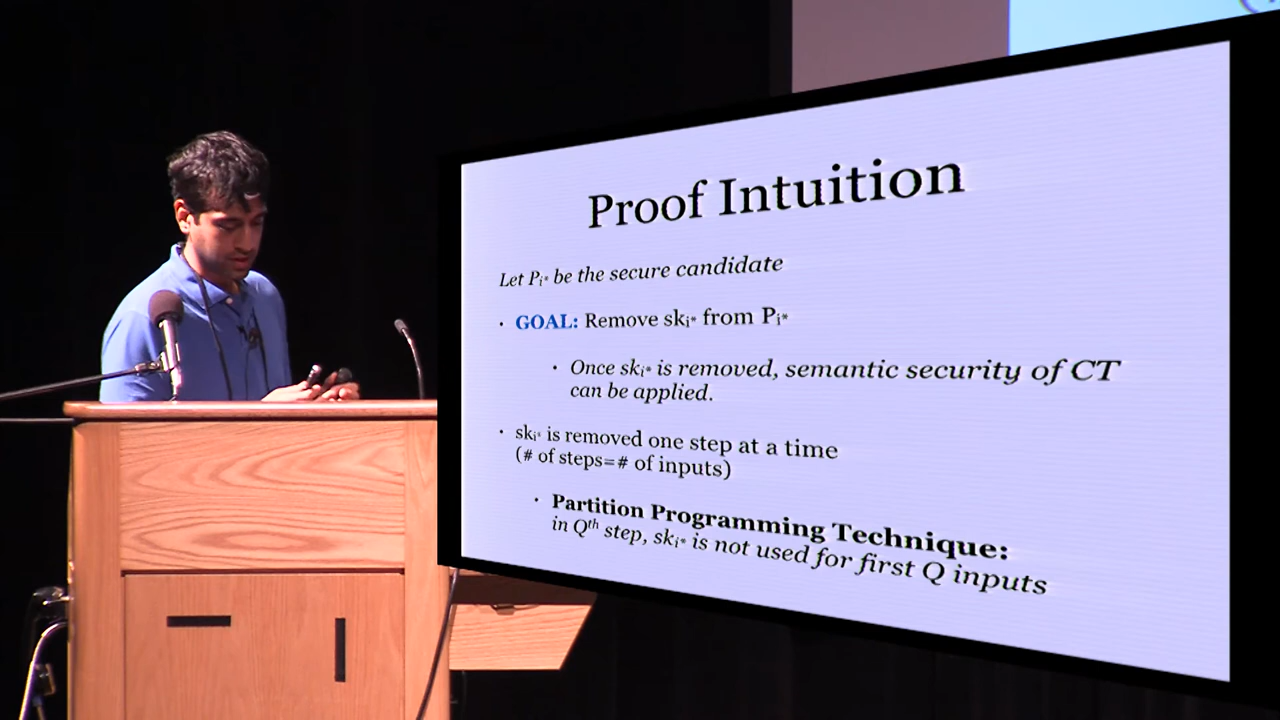 Proof Intuition
Let Pi* be the secure candidate
· GOAL: Remove ski* from Pi*
· Once ski* is removed, semantic security of CT
can be applied.
· ski* is removed one step at a time
(# of steps=# of inputs)
· Partition Programming Technique:
in Qth step, ski* is not used for first Q inputs